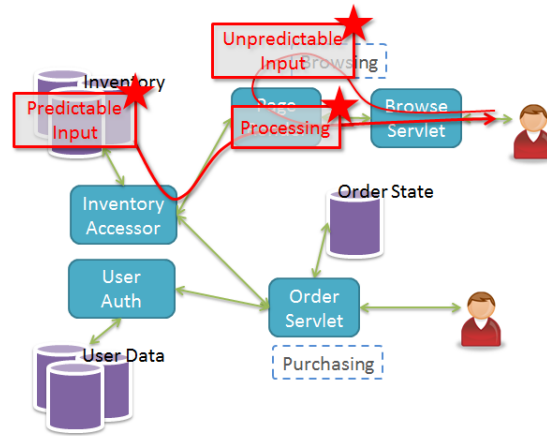 Unpredictable
Input
Browsing
Inventory
Predictable
Input
Page
Processing
Browse
Servlet
Inventory
Accessor
Order State
User
Auth
Order
Servlet
User Data
Purchasing